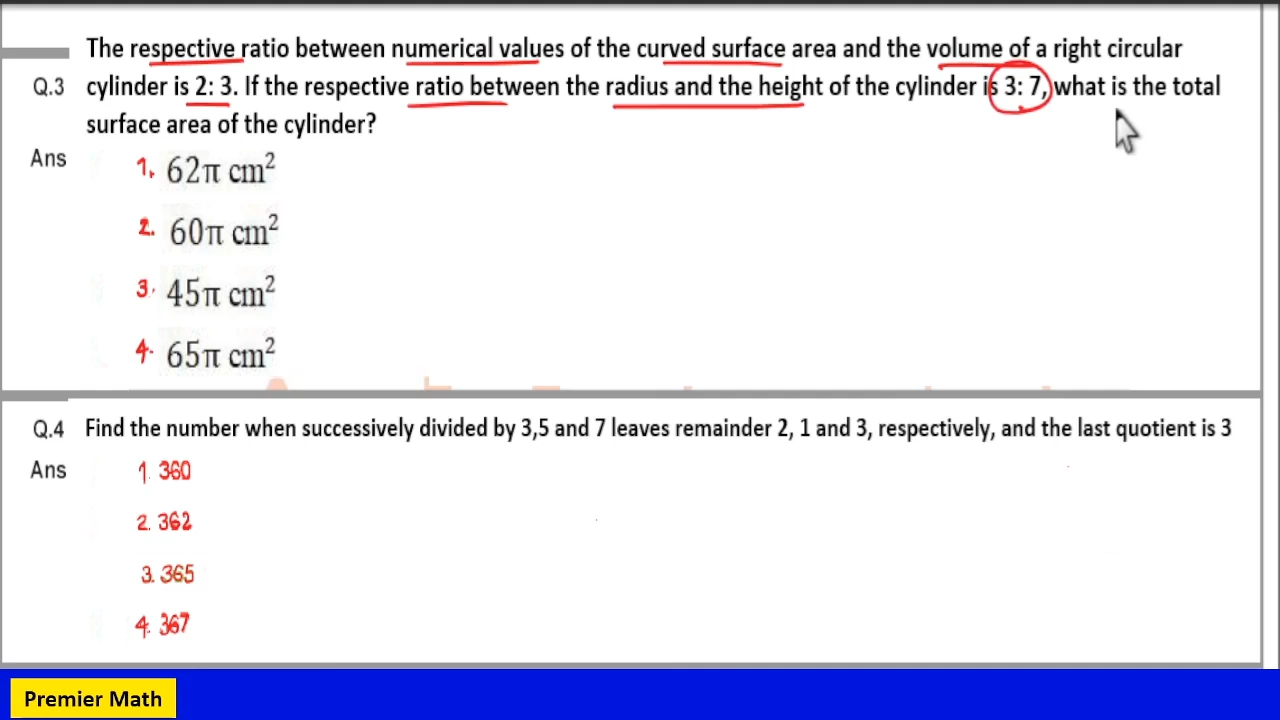 The respective ratio between numerical values of the curved surface area and the volume of a right circular
Q.3 cylinder is 2: 3. If the respective ratio between the radius and the height of the cylinder is 3: 7, what is the total
surface area of the cylinder?
Ans
1. 62π cm²
2. 60π cm²
3. 45π cm²
4. 65π cm²
Q.4 Find the number when successively divided by 3,5 and 7 leaves remainder 2, 1 and 3, respectively, and the last quotient is 3
Ans 1. 360
2. 362
3. 365
4. 367
Premier Math